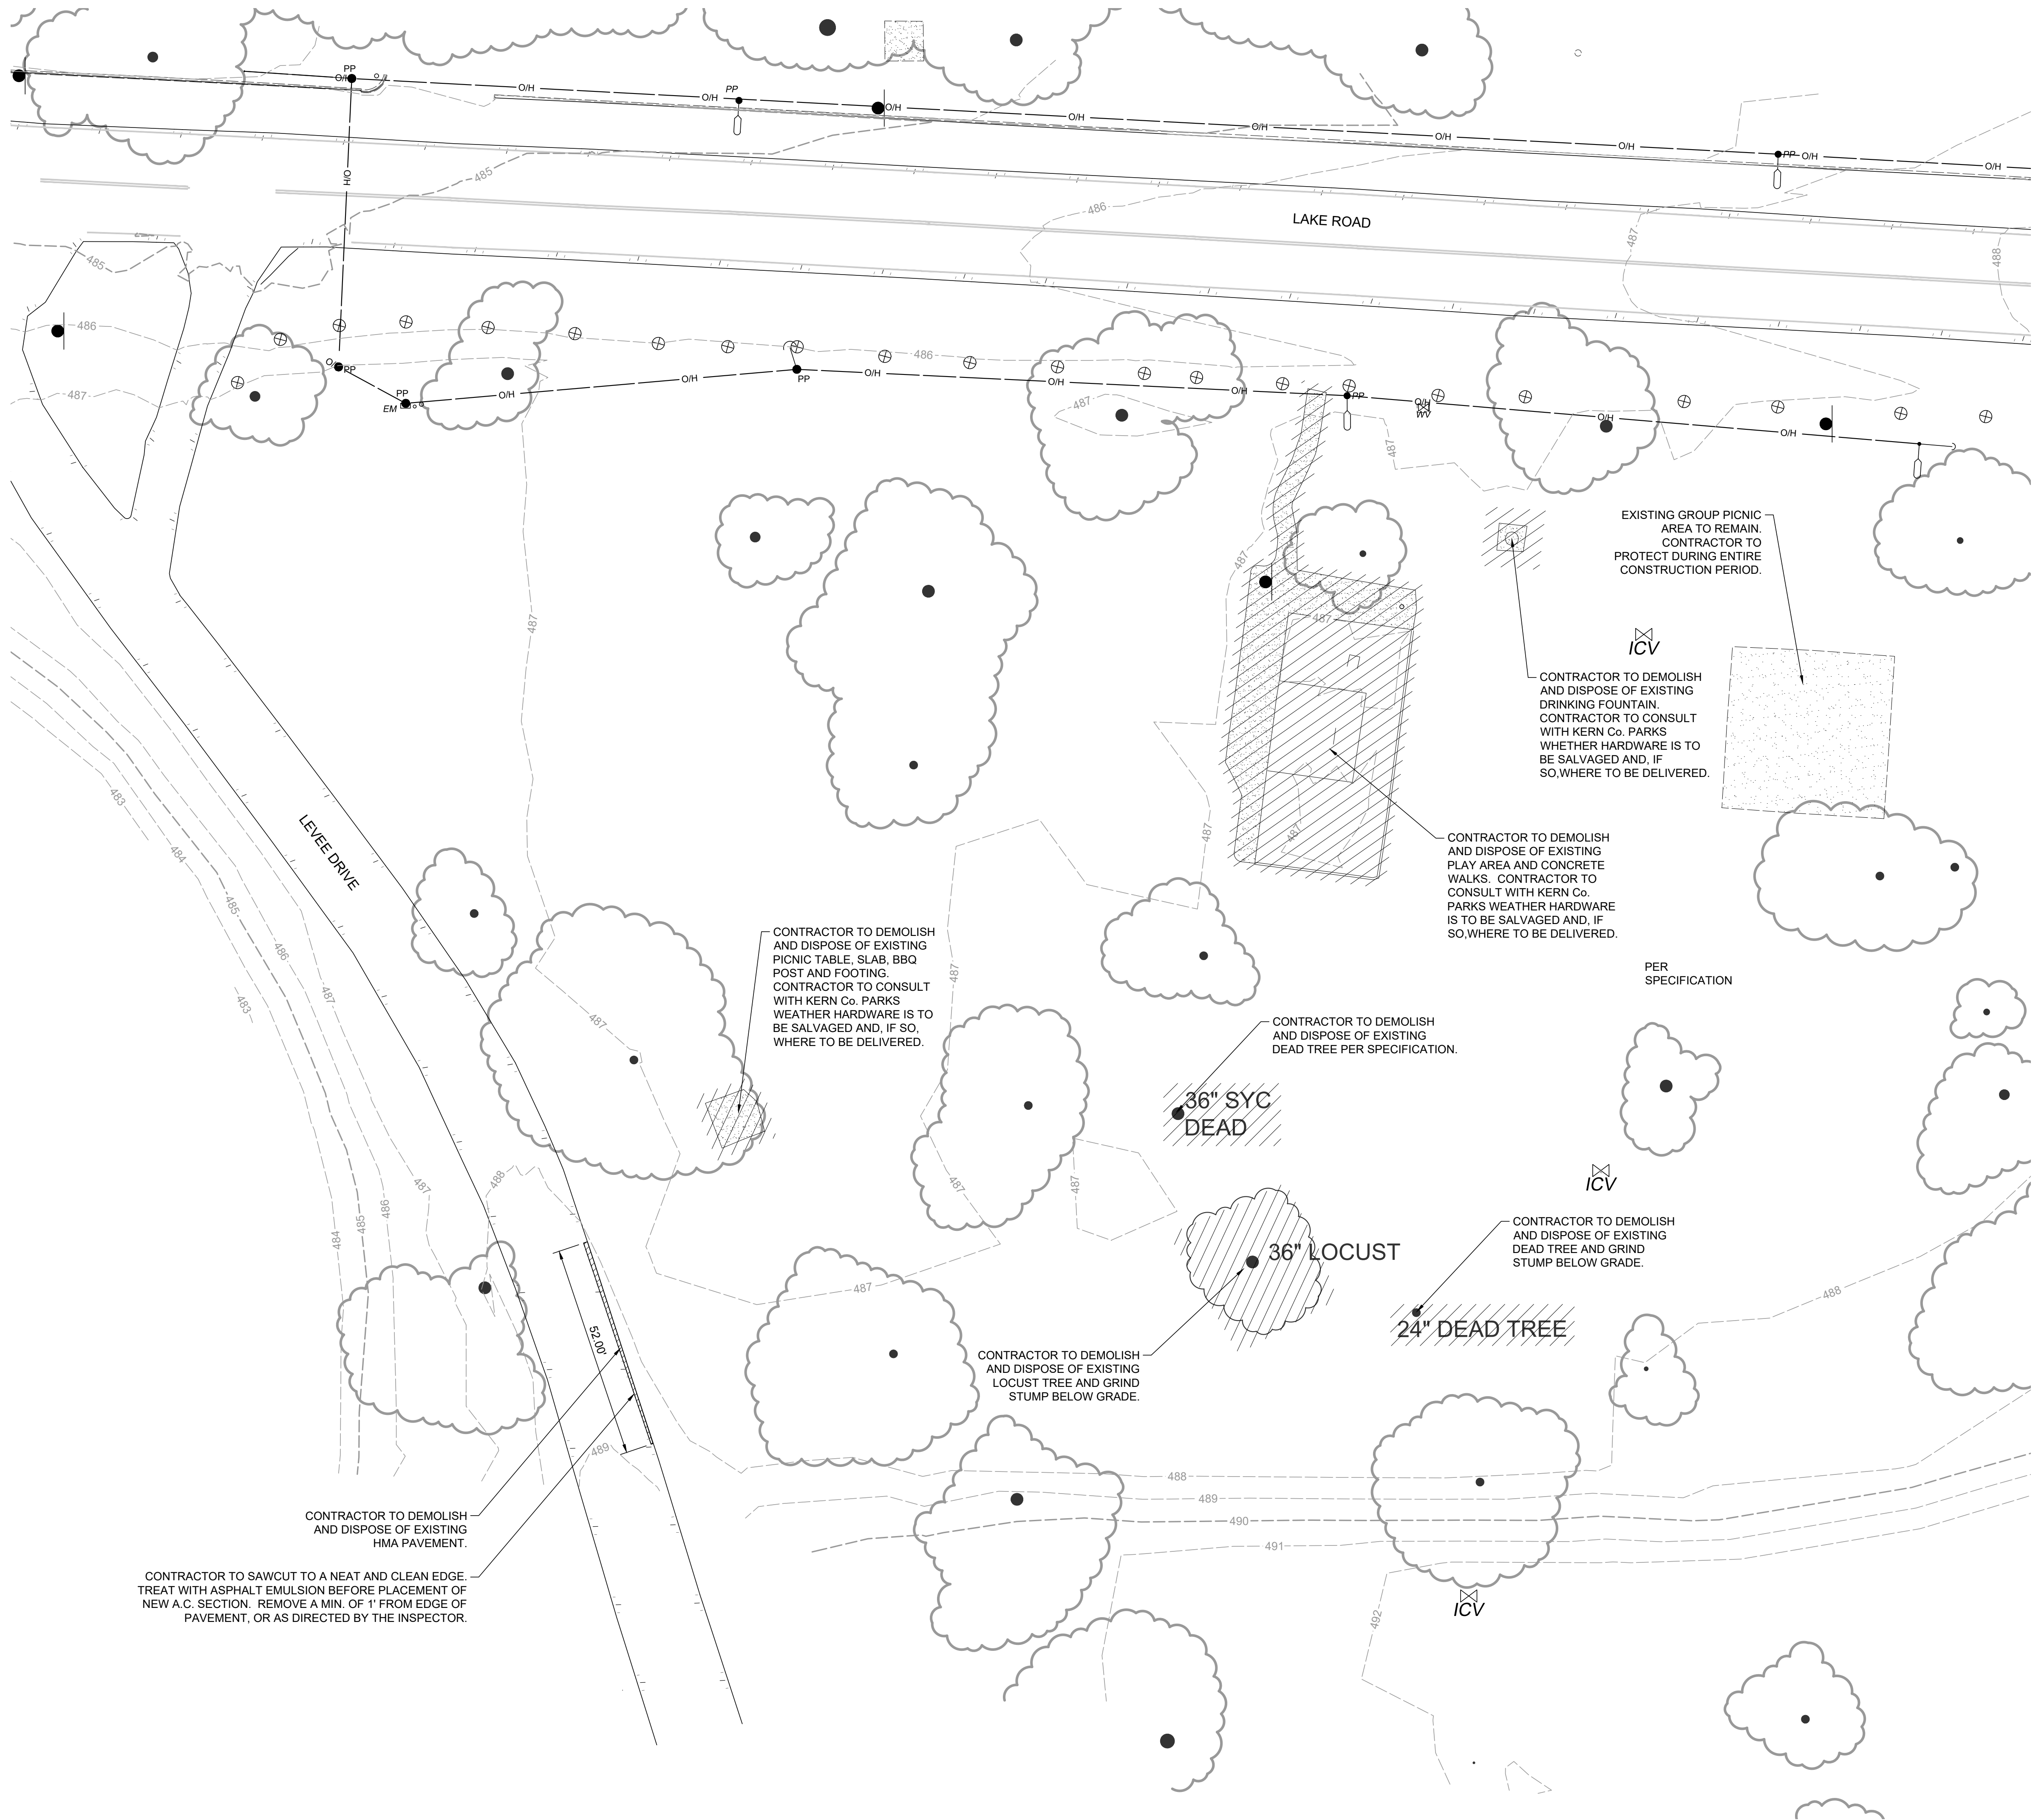 PP
O/H
O/H
PP
O/H
O/H
O/H
O/H
O/H
O/H
PP
O/H
O/H
O/H
485
486
LAKE ROAD
487
488
485
486
487
PP
PP
EM
O/H
O/H
PP
O/H
486
O/H
487
O/H
PP
O/H
WV
O/H
O/H
487
487
487
EXISTING GROUP PICNIC
AREA TO REMAIN.
CONTRACTOR TO
PROTECT DURING ENTIRE
CONSTRUCTION PERIOD.
ICV
487
CONTRACTOR TO DEMOLISH
AND DISPOSE OF EXISTING
DRINKING FOUNTAIN.
CONTRACTOR TO CONSULT
WITH KERN Co. PARKS
WHETHER HARDWARE IS TO
BE SALVAGED AND, IF
SO,WHERE TO BE DELIVERED.
483
484
485
486
487
483
LEVEE DRIVE
487
487
CONTRACTOR TO DEMOLISH
AND DISPOSE OF EXISTING
PLAY AREA AND CONCRETE
WALKS. CONTRACTOR TO
CONSULT WITH KERN Co.
PARKS WEATHER HARDWARE
IS TO BE SALVAGED AND, IF
SO,WHERE TO BE DELIVERED.
CONTRACTOR TO DEMOLISH
AND DISPOSE OF EXISTING
PICNIC TABLE, SLAB, BBQ
POST AND FOOTING.
CONTRACTOR TO CONSULT
WITH KERN Co. PARKS
WEATHER HARDWARE IS TO
BE SALVAGED AND, IF SO,
WHERE TO BE DELIVERED.
487
487
PER
SPECIFICATION
CONTRACTOR TO DEMOLISH
AND DISPOSE OF EXISTING
DEAD TREE PER SPECIFICATION.
36" SYC
DEAD
487
487
488
487
486
485
484
ICV
CONTRACTOR TO DEMOLISH
AND DISPOSE OF EXISTING
DEAD TREE AND GRIND
STUMP BELOW GRADE.
36" LOCUST
487
488
24" DEAD TREE
52.00'
CONTRACTOR TO DEMOLISH
AND DISPOSE OF EXISTING
LOCUST TREE AND GRIND
STUMP BELOW GRADE.
489
488
489
490
491
CONTRACTOR TO DEMOLISH
AND DISPOSE OF EXISTING
HMA PAVEMENT.
CONTRACTOR TO SAWCUT TO A NEAT AND CLEAN EDGE.
TREAT WITH ASPHALT EMULSION BEFORE PLACEMENT OF
NEW A.C. SECTION. REMOVE A MIN. OF 1' FROM EDGE OF
PAVEMENT, OR AS DIRECTED BY THE INSPECTOR.
ICV
492